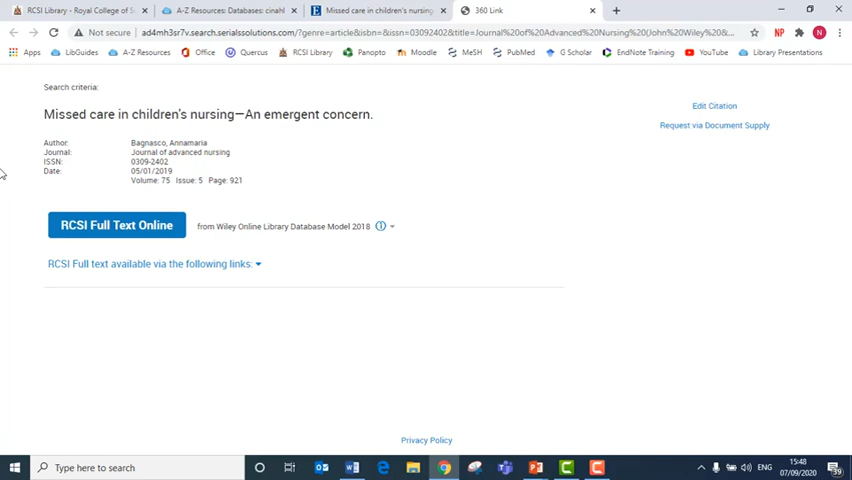 RCSI Library - Royal College of Su
A-Z Resources: Databases: cinahl
Missed care in children's nursing
360 Link
Not secure
ad4mh3sr7v.search.serialssolutions.com/?genre=article&isbn=&issn=03092402&title=Journal%20of%20Advanced%20Nursing%20(John%20Wiley%20&...
Apps
LibGuides
A-Z Resources
Office
Quercus
RCSI Library
Panopto
Moodle
MeSH
PubMed
G Scholar
EndNote Training
YouTube
Library Presentations
Search criteria:
Missed care in children's nursing—An emergent concern.
Edit Citation
Request via Document Supply
Author: Bagnasco, Annamaria
Journal: Journal of advanced nursing
ISSN: 0309-2402
Date: 05/01/2019
Volume: 75 Issue: 5 Page: 921
RCSI Full Text Online
from Wiley Online Library Database Model 2018
RCSI Full text available via the following links:
Privacy Policy
Type here to search
ENG
15:48
07/09/2020
39